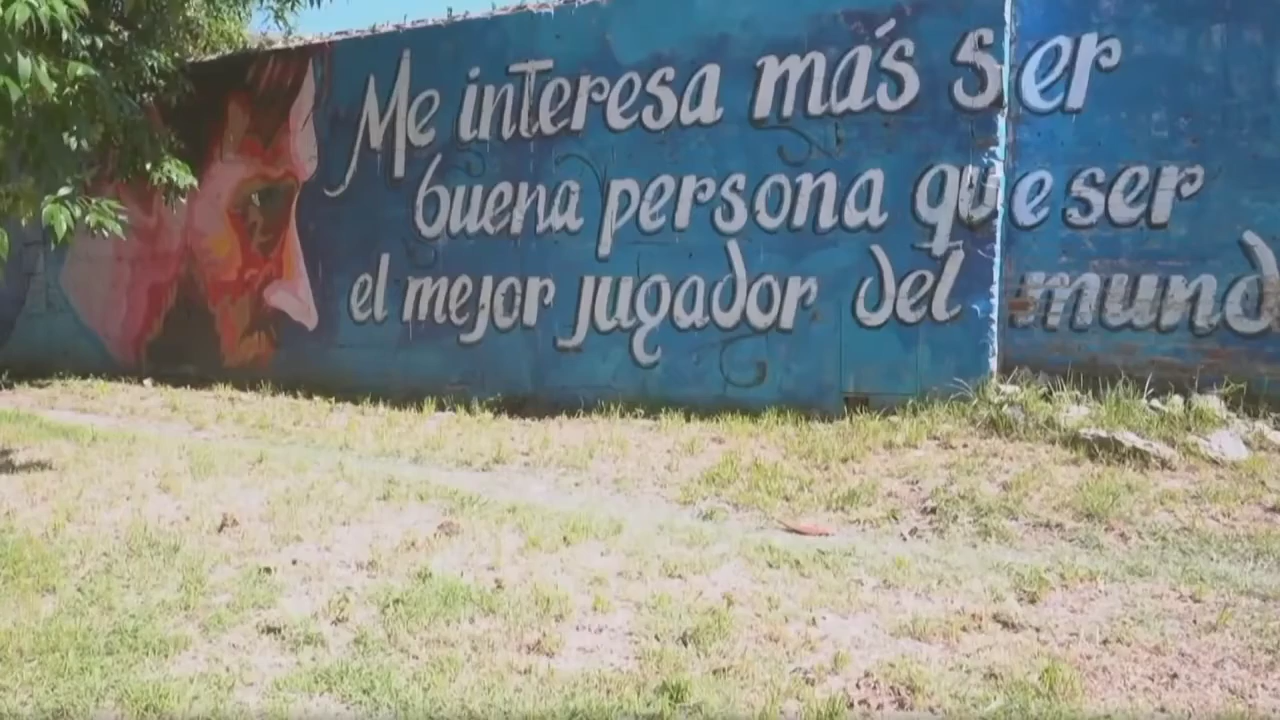 Me interesa más ser
buena persona que ser
el mejor jugador del mund